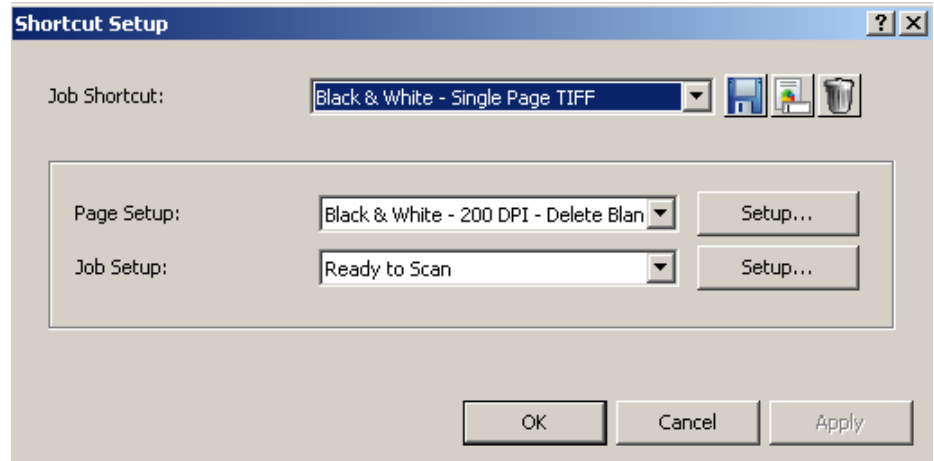 Shortcut Setup
Job Shortcut: Black & White - Single Page TIFF
Page Setup: Black & White - 200 DPI - Delete Blan Setup...
Job Setup: Ready to Scan Setup...
OK Cancel Apply